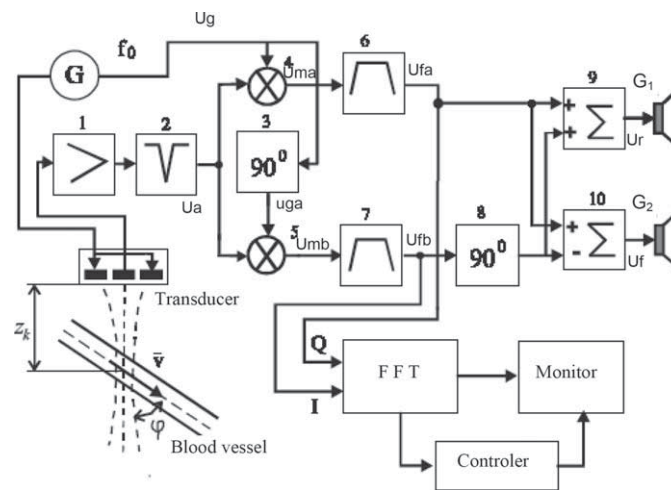 Ug
f0
G
4
Uma
6
Ufa
9
G1
+
+
Σ
Ur
1
2
3
90⁰
Ua
uga
5
Umb
7
Ufb
8
90⁰
10
G2
+
-
Σ
Uf
Transducer
zk
v̄
φ
Blood vessel
Q
I
F F T
Monitor
Controler